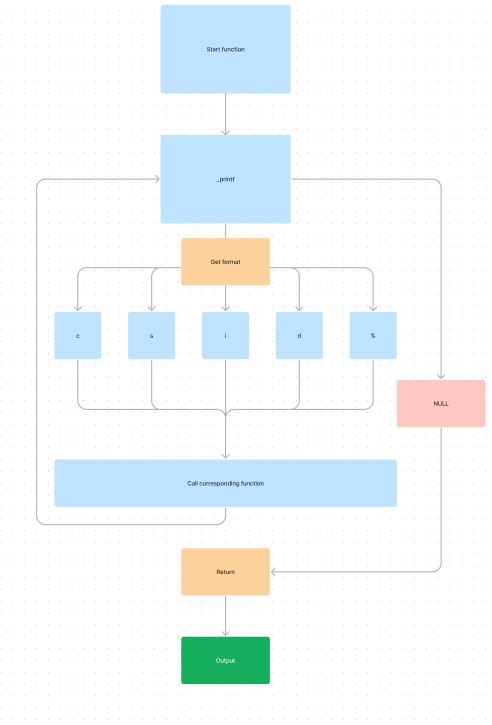 Start function
_printf
Get format
c
s
i
d
%
NULL
Call corresponding function
Return
Output